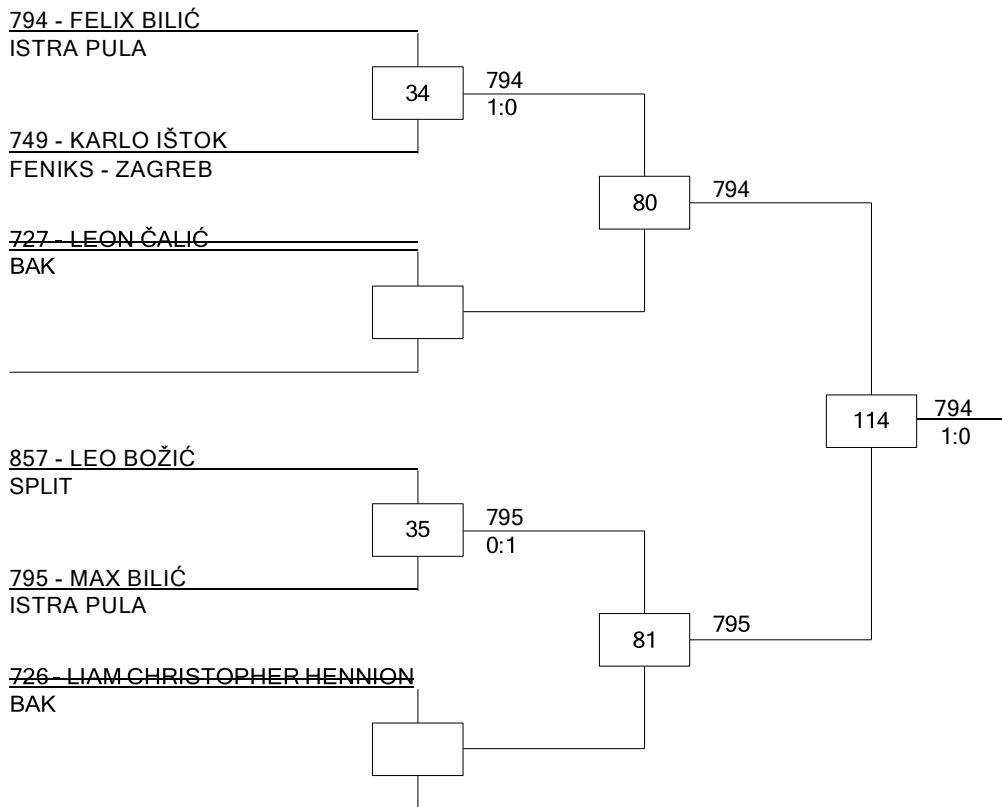 794 - FELIX BILIĆ
ISTRA PULA
34
794
1:0
749 - KARLO IŠTOK
FENIKS - ZAGREB
80
794
727 - LEON ČALIĆ
BAK
114
794
1:0
857 - LEO BOŽIĆ
SPLIT
35
795
0:1
795 - MAX BILIĆ
ISTRA PULA
81
795
726 - LIAM CHRISTOPHER HENNION
BAK